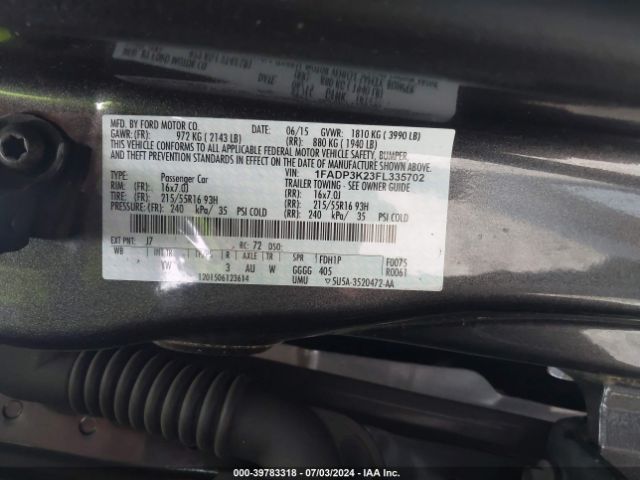 MFD. BY FORD MOTOR CO.
06/15 GVWR: 1810 KG ( 3990 LB)
GAWR: (FR): 972 KG ( 2143 LB) (RR): 880 KG ( 1940 LB)
THIS VEHICLE CONFORMS TO ALL APPLICABLE FEDERAL MOTOR VEHICLE SAFETY, BUMPER,
AND THEFT PREVENTION STANDARDS IN EFFECT ON THE DATE OF MANUFACTURE SHOWN ABOVE.
VIN: 1FADP3K23FL335702
TYPE: Passenger Car TRAILER TOWING - SEE OWNER GUIDE
RIM: (FR): 16x7.0J (RR): 16x7.0J
TIRE: (FR): 215/55R16 93H 215/55R16 93H
PRESSURE: (FR): 240 kPa/ 35 PSI COLD (RR): 240 kPa/ 35 PSI COLD
EXT PNT: J7 RC: 72 DSO:
WB INT TR R AXLE TR SPR FDH1P F0075
YW 3 AU W GGGG 405 R0061
1201506123614 UMU 5U5A-3520472-AA
000-39783318 - 07/03/2024 - IAA Inc.